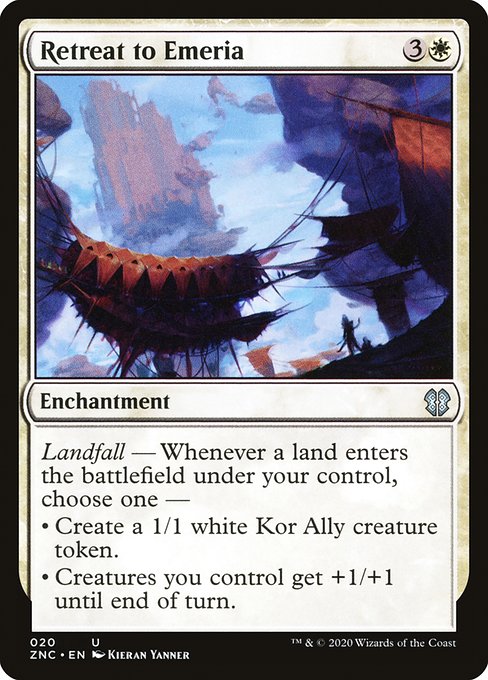 Retreat to Emeria 3
Enchantment
Landfall — Whenever a land enters
the battlefield under your control,
choose one —
• Create a 1/1 white Kor Ally creature
token.
• Creatures you control get +1/+1
until end of turn.
020 U
™ & © 2020 Wizards of the Coast
ZNC • EN Kieran Yanner